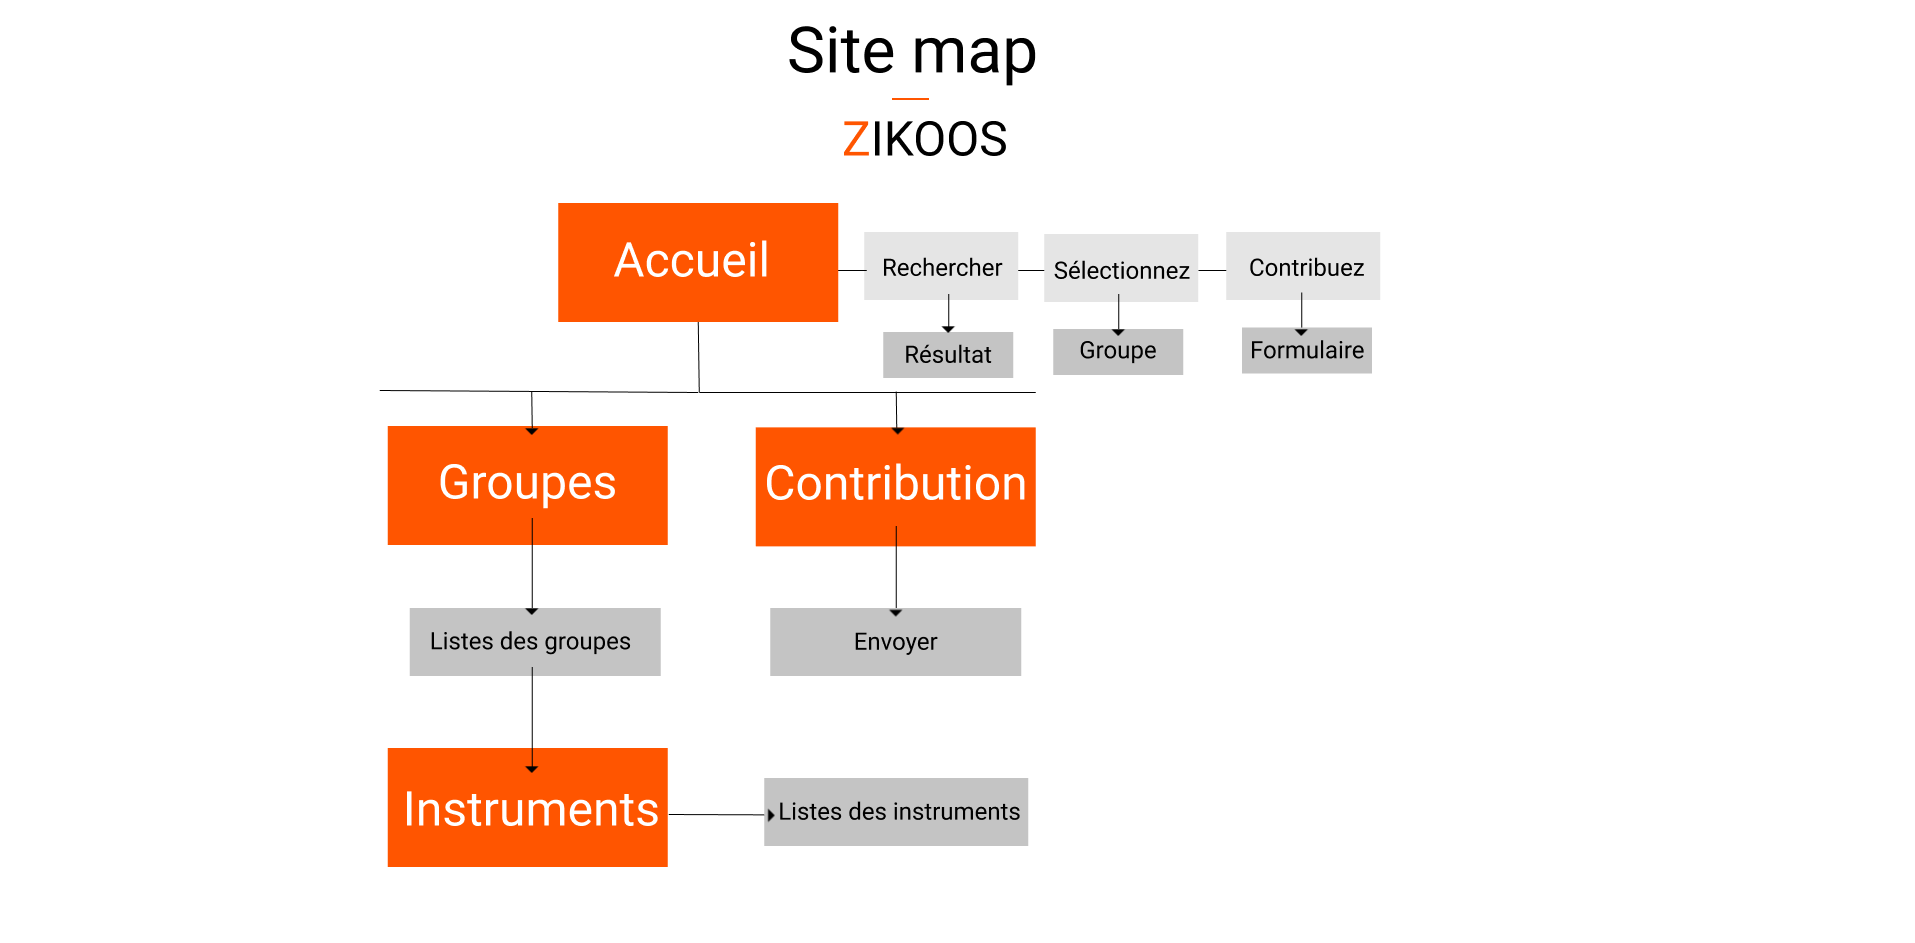 Site map
ZIKOOS
Accueil
Rechercher
Sélectionnez
Contribuez
Résultat
Groupe
Formulaire
Groupes
Contribution
Listes des groupes
Envoyer
Instruments
Listes des instruments